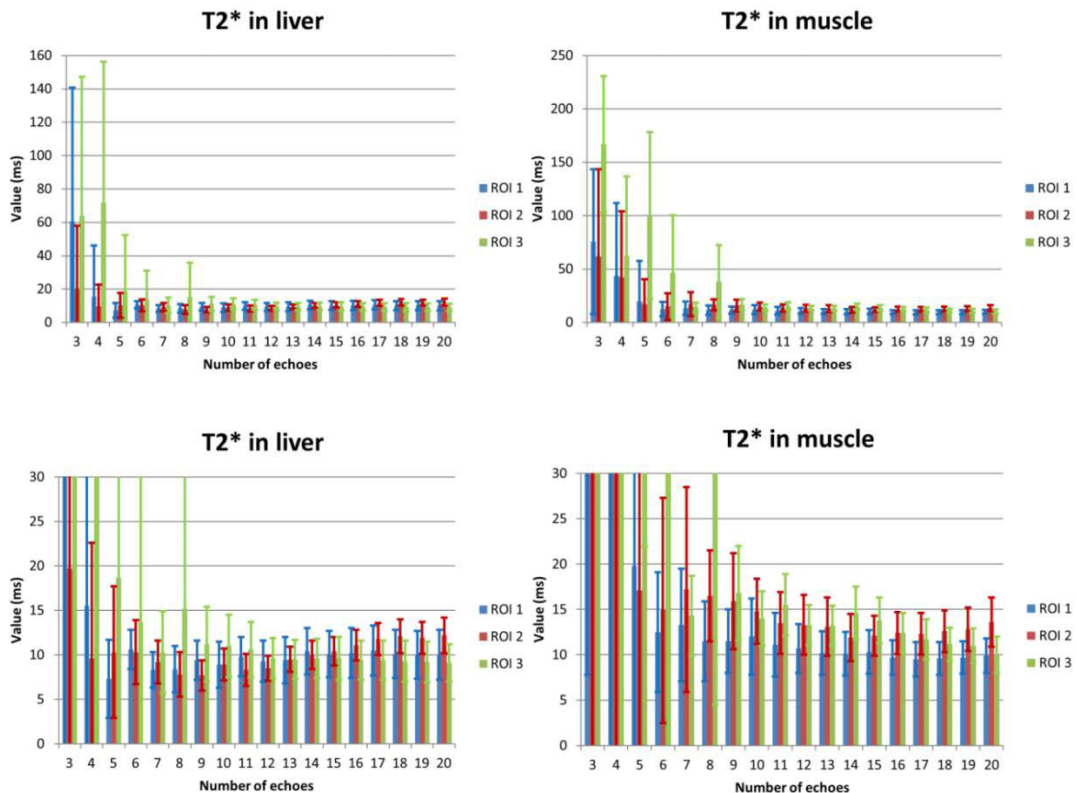 T2* in liver
160
140
120
100
80
60
40
20
0
Value (ms)
3 4 5 6 7 8 9 10 11 12 13 14 15 16 17 18 19 20
Number of echoes
ROI 1
ROI 2
ROI 3
T2* in muscle
250
200
150
100
50
0
Value (ms)
3 4 5 6 7 8 9 10 11 12 13 14 15 16 17 18 19 20
Number of echoes
ROI 1
ROI 2
ROI 3
T2* in liver
30
25
20
15
10
5
0
Value (ms)
3 4 5 6 7 8 9 10 11 12 13 14 15 16 17 18 19 20
Number of echoes
ROI 1
ROI 2
ROI 3
T2* in muscle
30
25
20
15
10
5
0
Value (ms)
3 4 5 6 7 8 9 10 11 12 13 14 15 16 17 18 19 20
Number of echoes
ROI 1
ROI 2
ROI 3